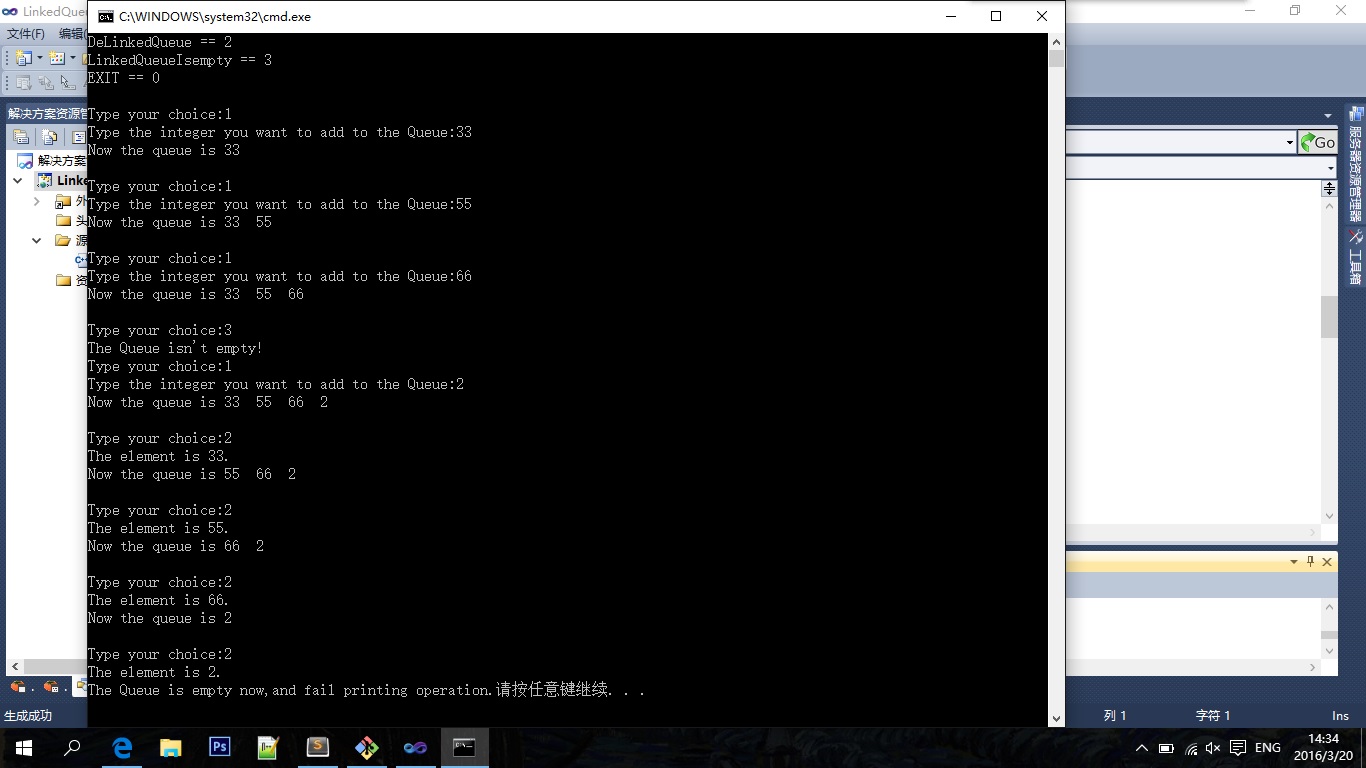 LinkedQue
C:\WINDOWS\system32\cmd.exe
文件(F)
编辑(
解决方案资源管
解决方案
Linke
外
头
源
资
生成成功
DeLinkedQueue == 2
LinkedQueueIsempty == 3
EXIT == 0
Type your choice:1
Type the integer you want to add to the Queue:33
Now the queue is 33
Type your choice:1
Type the integer you want to add to the Queue:55
Now the queue is 33  55
Type your choice:1
Type the integer you want to add to the Queue:66
Now the queue is 33  55  66
Type your choice:3
The Queue isn't empty!
Type your choice:1
Type the integer you want to add to the Queue:2
Now the queue is 33  55  66  2
Type your choice:2
The element is 33.
Now the queue is 55  66  2
Type your choice:2
The element is 55.
Now the queue is 66  2
Type your choice:2
The element is 66.
Now the queue is 2
Type your choice:2
The element is 2.
The Queue is empty now,and fail printing operation.请按任意键继续. . .
Go
服务器资源管理器
工具箱
列 1
字符 1
Ins
Ps
S
ENG
14:34
2016/3/20